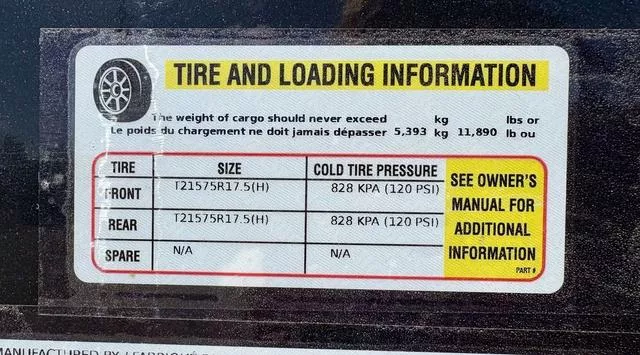 TIRE AND LOADING INFORMATION
The weight of cargo should never exceed kg lbs or
Le poids du chargement ne doit jamais dépasser 5,393 kg 11,890 lb ou
TIRE SIZE COLD TIRE PRESSURE
FRONT T21575R17.5(H) 828 KPA (120 PSI)
REAR T21575R17.5(H) 828 KPA (120 PSI)
SPARE N/A N/A
SEE OWNER'S
MANUAL FOR
ADDITIONAL
INFORMATION
PART #
MANUFACTURED BY